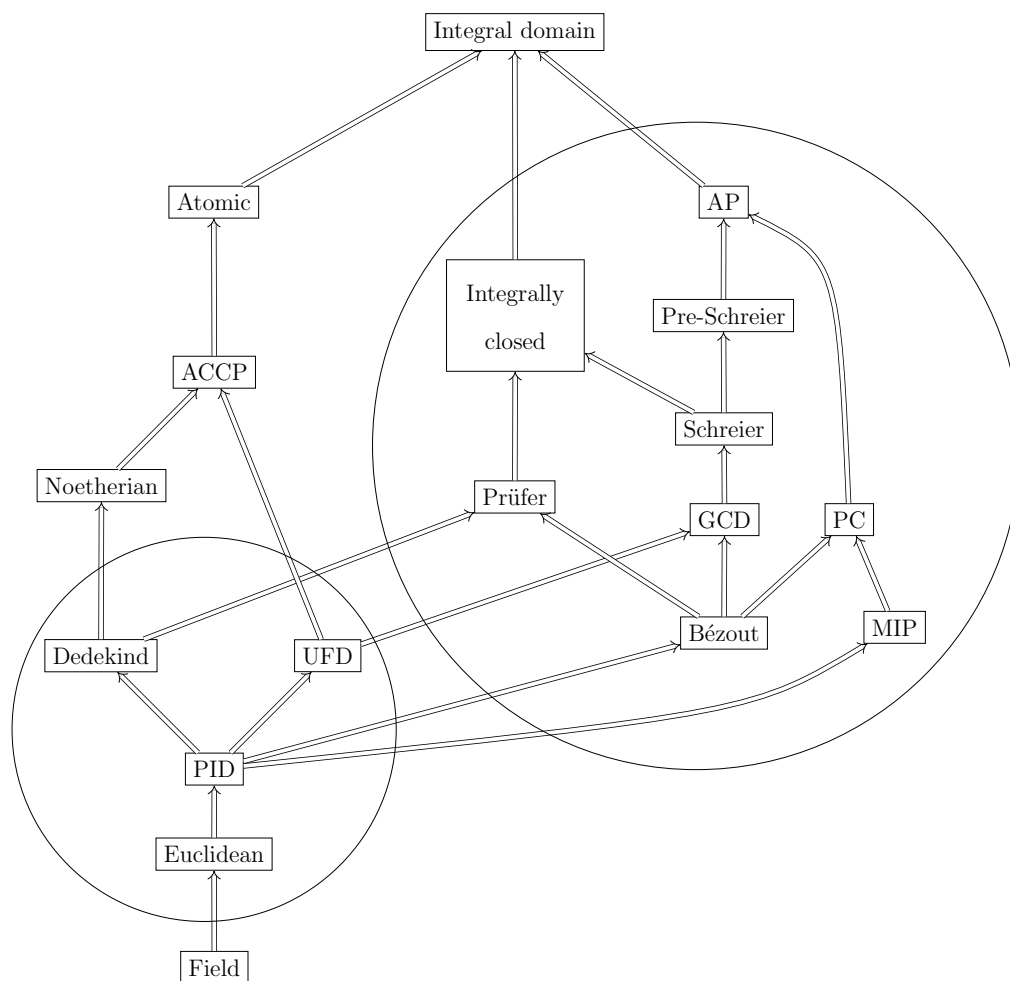 Integral domain
Atomic
AP
Integrally
closed
Pre-Schreier
ACCP
Schreier
Noetherian
Prüfer
GCD
PC
Dedekind
UFD
Bézout
MIP
PID
Euclidean
Field